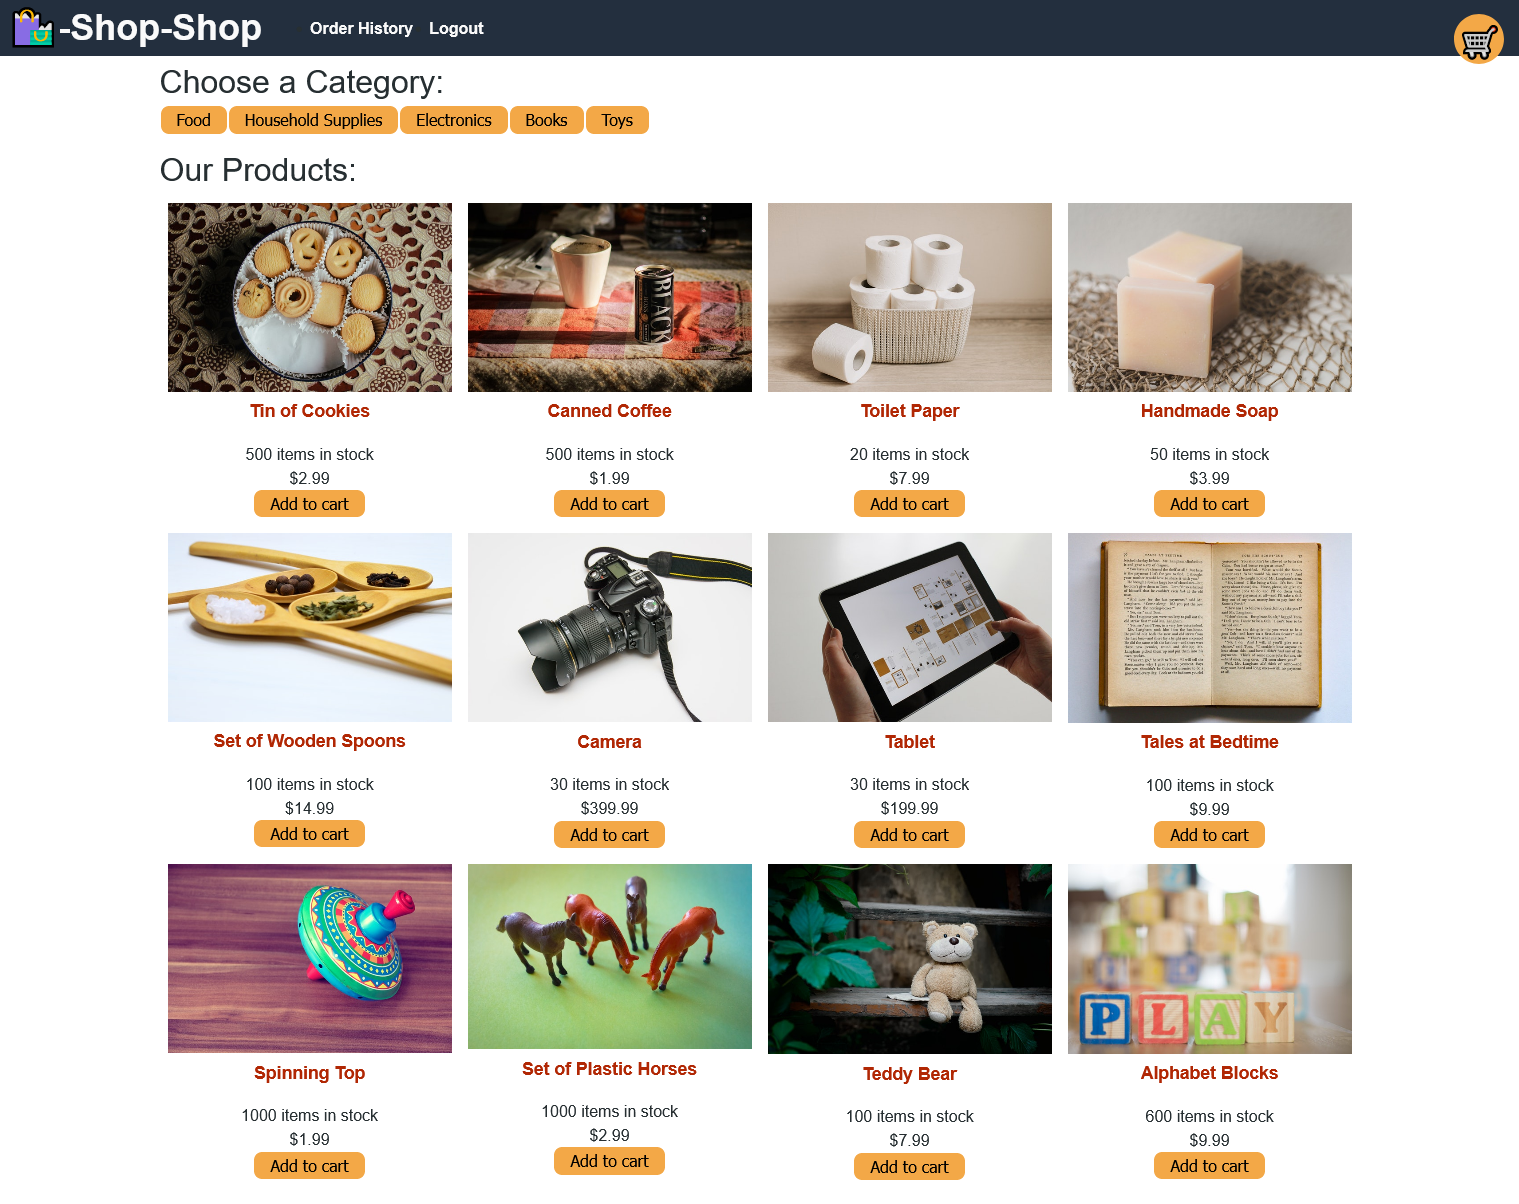 -Shop-Shop
Order History
Logout
Choose a Category:
Food
Household Supplies
Electronics
Books
Toys
Our Products:
BLACK
Tin of Cookies
500 items in stock
$2.99
Add to cart
Canned Coffee
500 items in stock
$1.99
Add to cart
Toilet Paper
20 items in stock
$7.99
Add to cart
Handmade Soap
50 items in stock
$3.99
Add to cart
Set of Wooden Spoons
100 items in stock
$14.99
Add to cart
Camera
30 items in stock
$399.99
Add to cart
Tablet
30 items in stock
$199.99
Add to cart
Tales at Bedtime
100 items in stock
$9.99
Add to cart
Spinning Top
1000 items in stock
$1.99
Add to cart
Set of Plastic Horses
1000 items in stock
$2.99
Add to cart
Teddy Bear
100 items in stock
$7.99
Add to cart
PLAY
Alphabet Blocks
600 items in stock
$9.99
Add to cart